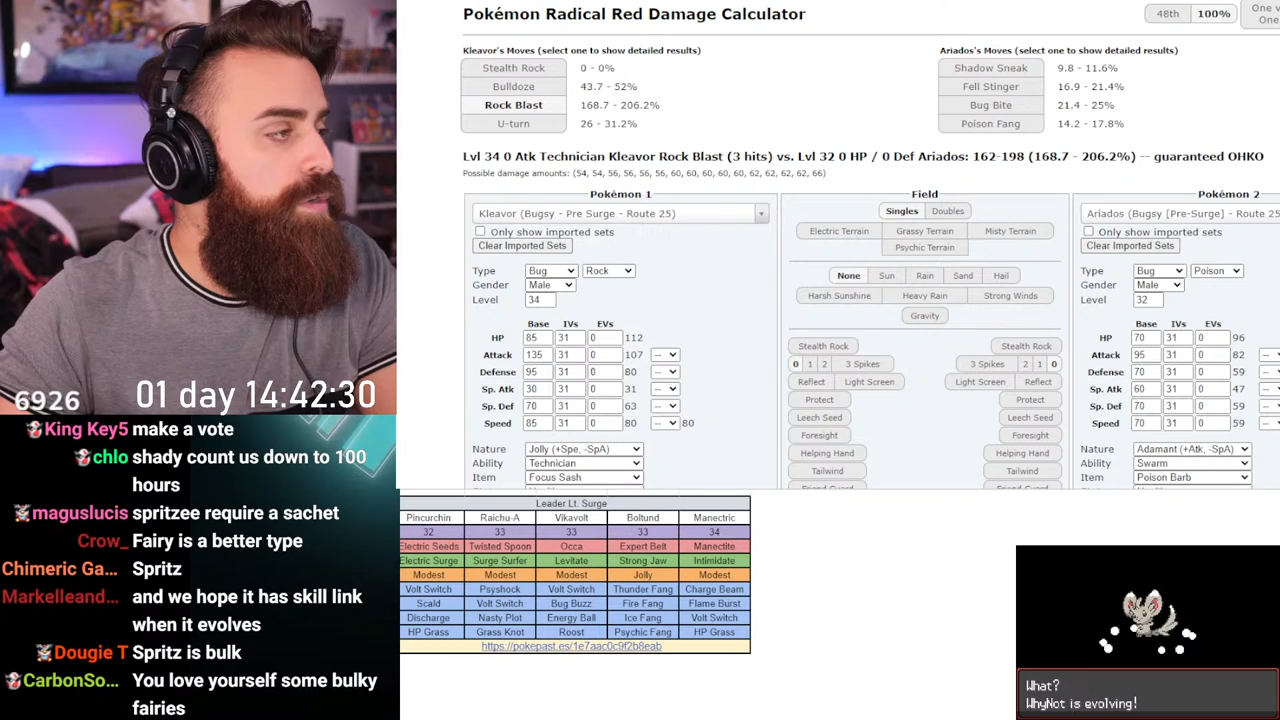 Pokémon Radical Red Damage Calculator
48th 100% One v
One
Kleavor's Moves (select one to show detailed results) Ariados's Moves (select one to show detailed results)
Stealth Rock 0 - 0% Shadow Sneak 9.8 - 11.6%
Bulldoze 43.7 - 52% Fell Stinger 16.9 - 21.4%
Rock Blast 168.7 - 206.2% Bug Bite 21.4 - 25%
U-turn 26 - 31.2% Poison Fang 14.2 - 17.8%
Lvl 34 0 Atk Technician Kleavor Rock Blast (3 hits) vs. Lvl 32 0 HP / 0 Def Ariados: 162-198 (168.7 - 206.2%) -- guaranteed OHKO
Possible damage amounts: (54, 54, 56, 56, 56, 56, 60, 60, 60, 60, 60, 62, 62, 62, 62, 66)
Pokémon 1
Kleavor (Bugsy - Pre Surge - Route 25)
Only show imported sets
Clear Imported Sets
Type Bug Rock
Gender Male
Level 34
Base IVs EVs
HP 85 31 0 112
Attack 135 31 0 107 --
Defense 95 31 0 80 --
Sp. Atk 30 31 0 31 --
Sp. Def 70 31 0 63 --
Speed 85 31 0 80 -- 80
Nature Jolly (+Spe, -SpA)
Ability Technician
Item Focus Sash
Field
Singles Doubles
Electric Terrain Grassy Terrain Misty Terrain
Psychic Terrain
None Sun Rain Sand Hail
Harsh Sunshine Heavy Rain Strong Winds
Gravity
Stealth Rock Stealth Rock
0 1 2 3 Spikes 3 Spikes 2 1 0
Reflect Light Screen Light Screen Reflect
Protect Protect
Leech Seed Leech Seed
Foresight Foresight
Helping Hand Helping Hand
Tailwind Tailwind
Friend Guard Friend Guard
Pokémon 2
Ariados (Bugsy [Pre-Surge] - Route 25
Only show imported sets
Clear Imported Sets
Type Bug Poison
Gender Male
Level 32
Base IVs EVs
HP 70 31 0 96
Attack 95 31 0 82 --
Defense 70 31 0 59 --
Sp. Atk 60 31 0 47 --
Sp. Def 70 31 0 59 --
Speed 70 31 0 59 --
Nature Adamant (+Atk, -SpA)
Ability Swarm
Item Poison Barb
6926 01 day 14:42:30
King Key5 make a vote
chlo shady count us down to 100
hours
maguslucis spritzee require a sachet
Crow_ Fairy is a better type
Chimeric Ga... Spritz
Markelleand... and we hope it has skill link
when it evolves
Dougie T Spritz is bulk
CarbonSo... You love yourself some bulky
fairies
Leader Lt. Surge
Pincurchin Raichu-A Vikavolt Boltund Manectric
32 33 33 33 34
Electric Seeds Twisted Spoon Occa Expert Belt Manectite
Electric Surge Surge Surfer Levitate Strong Jaw Intimidate
Modest Modest Modest Jolly Modest
Volt Switch Psyshock Volt Switch Thunder Fang Charge Beam
Scald Volt Switch Bug Buzz Fire Fang Flame Burst
Discharge Nasty Plot Energy Ball Ice Fang Volt Switch
HP Grass Grass Knot Roost Psychic Fang HP Grass
https://pokepast.es/1e7aac0c9f2b8eab
What?
WhyNot is evolving!